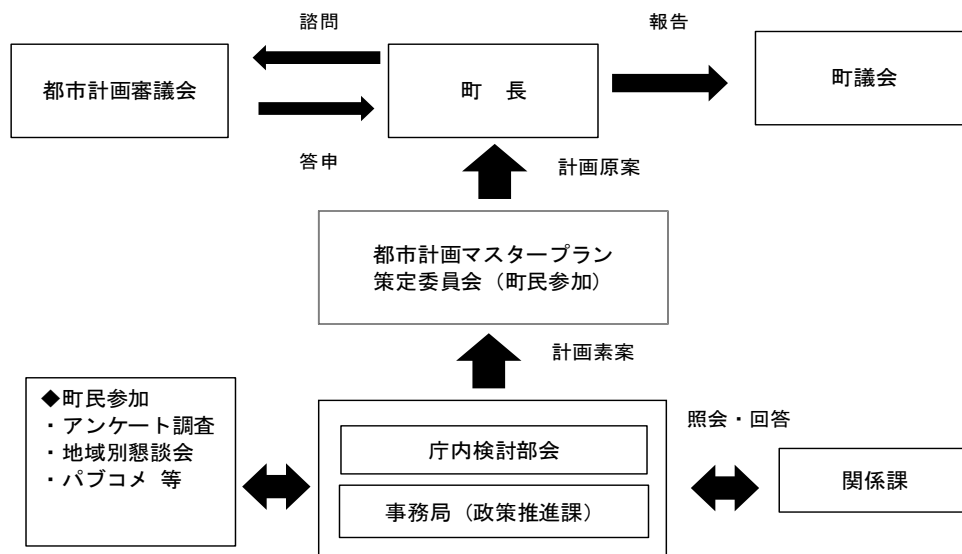 諮問
報告
都市計画審議会
町　長
町議会
答申
計画原案
都市計画マスタープラン
策定委員会（町民参加）
計画素案
◆町民参加
・アンケート調査
・地域別懇談会
・パブコメ 等
照会・回答
庁内検討部会
事務局（政策推進課）
関係課